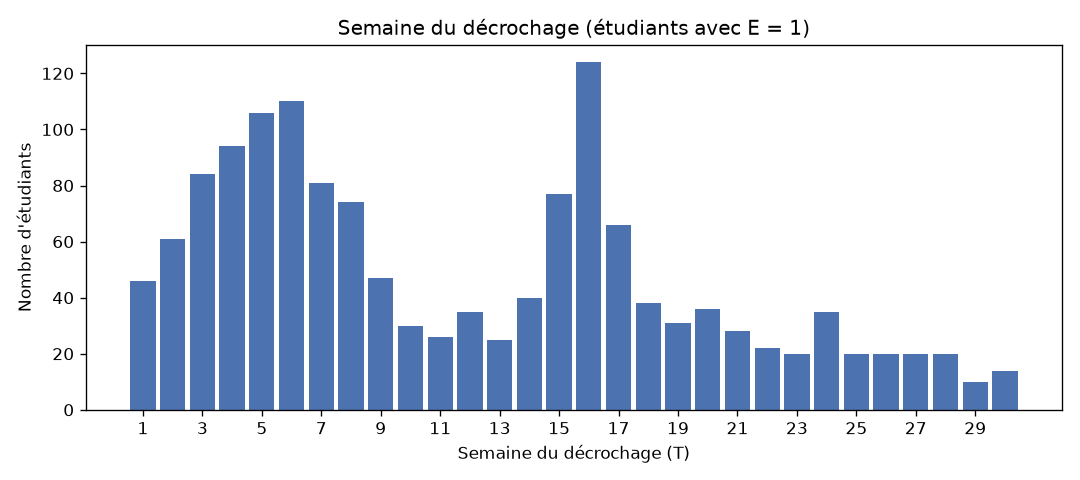 Semaine du décrochage (étudiants avec E = 1)
Nombre d'étudiants
120
100
80
60
40
20
0
1 3 5 7 9 11 13 15 17 19 21 23 25 27 29
Semaine du décrochage (T)